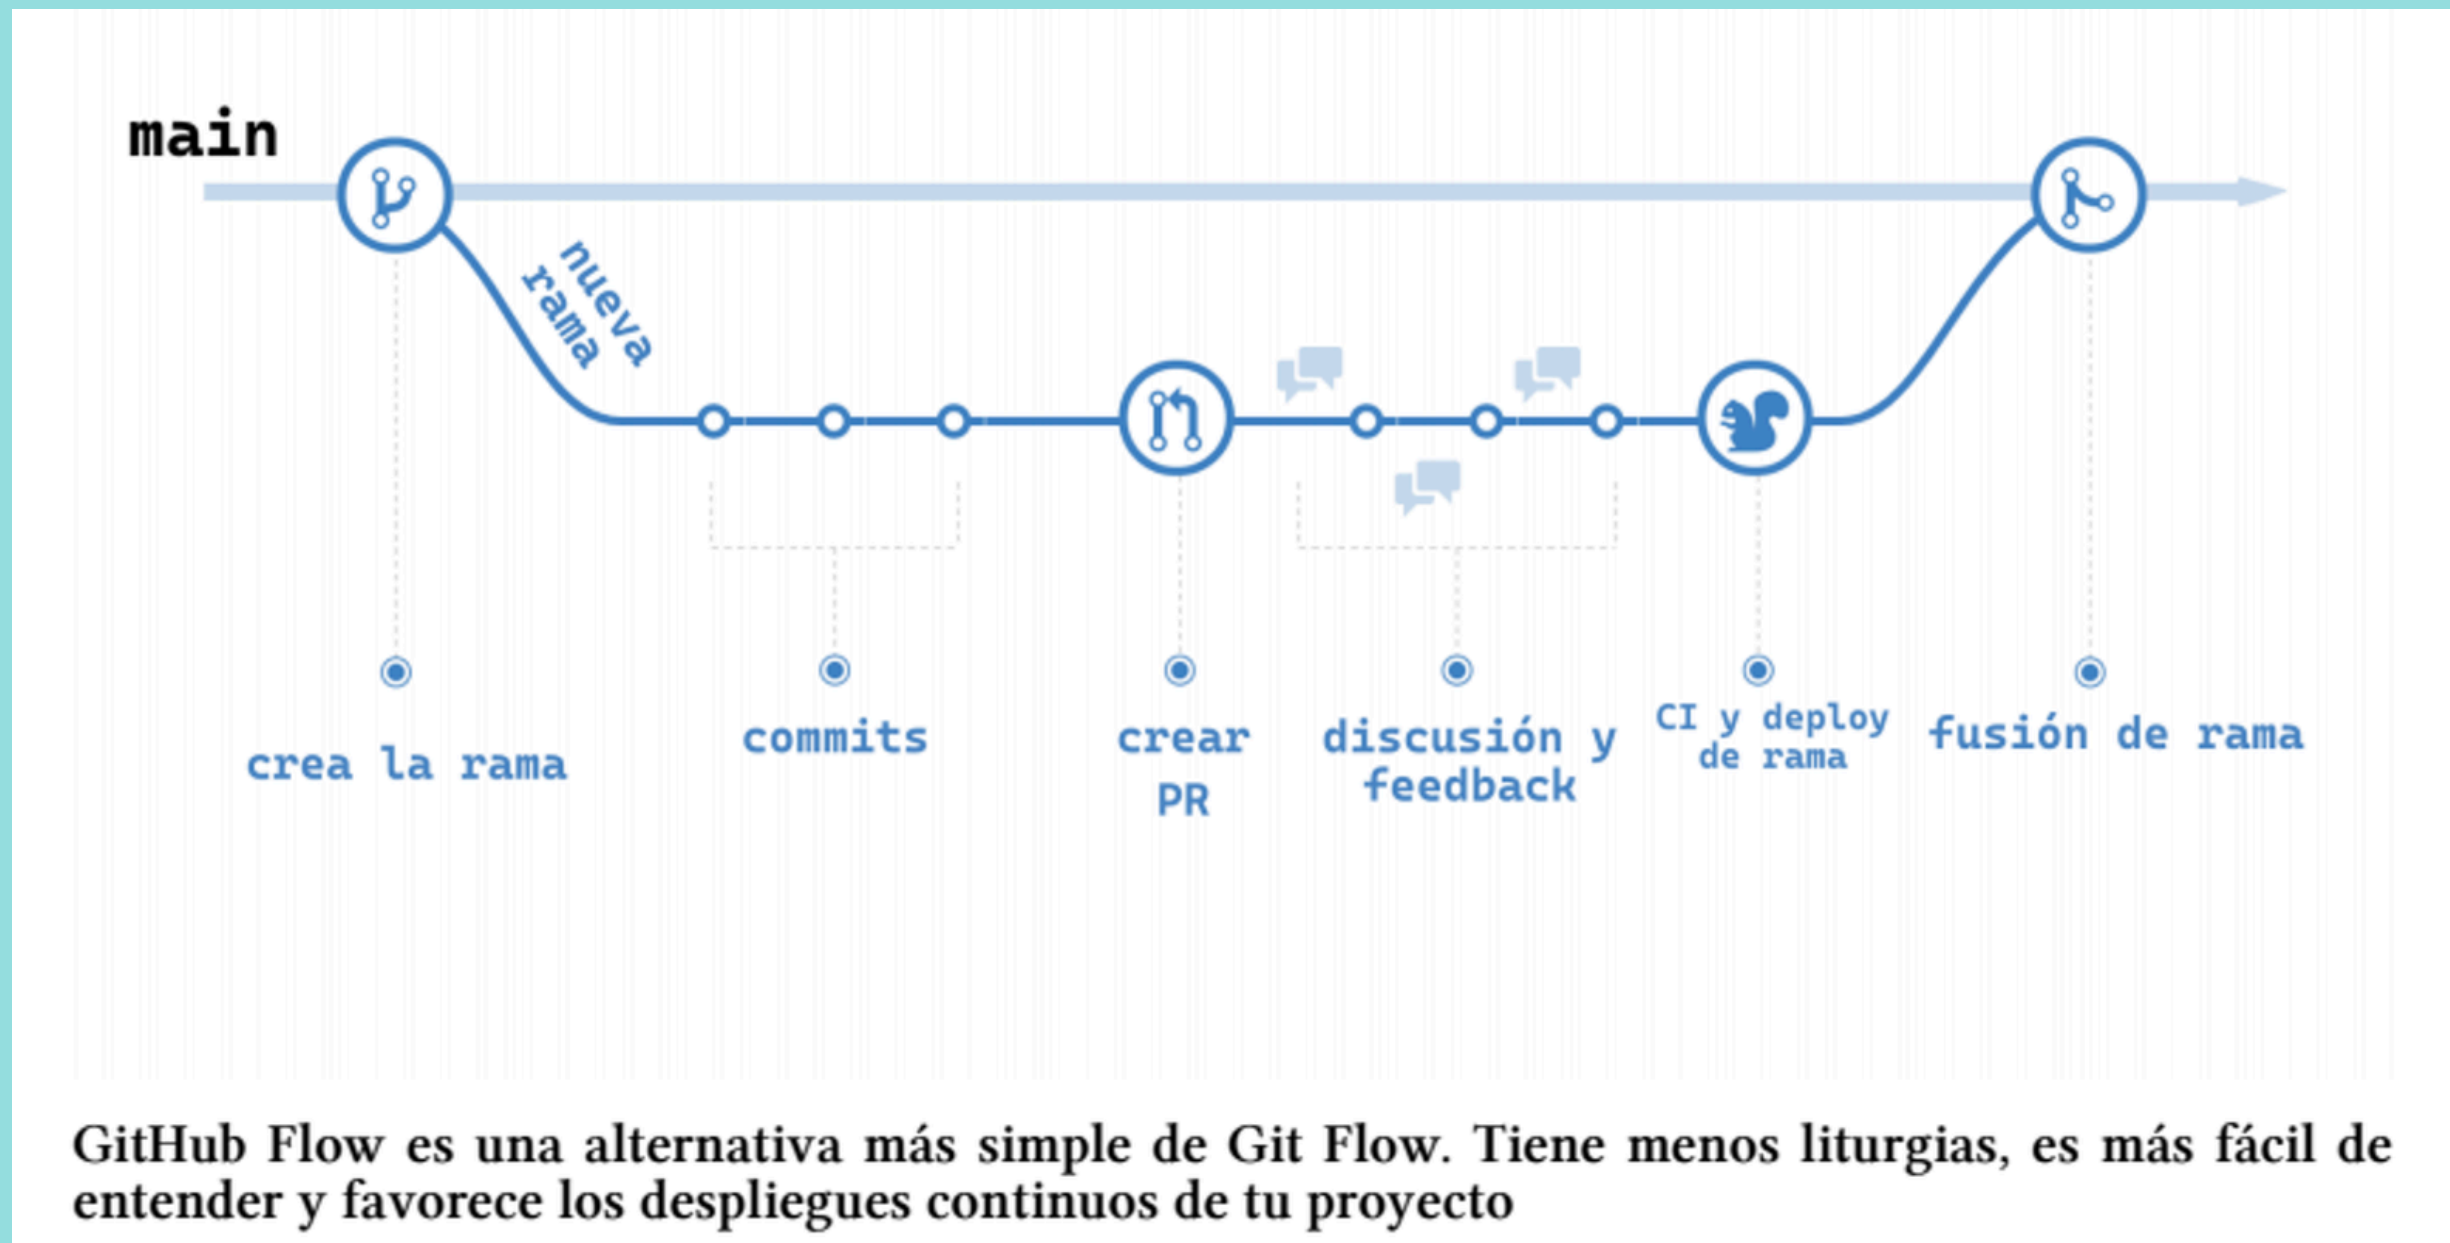 main
nueva
rama
crea la rama
commits
crear
PR
discusión y
feedback
CI y deploy
de rama
fusión de rama
GitHub Flow es una alternativa más simple de Git Flow. Tiene menos liturgias, es más fácil de
entender y favorece los despliegues continuos de tu proyecto